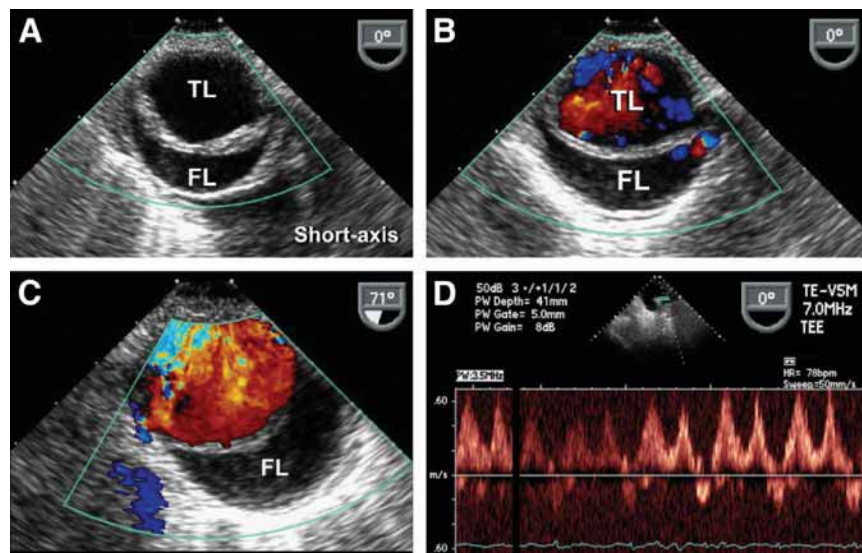 A
0°
TL
FL
Short-axis
B
0°
TL
FL
C
71°
FL
D
50dB 3 •/+1/1/2
PW Depth= 41mm
PW Gate= 5.0mm
PW Gain= 8dB
0°
TE-V5M
7.0MHz
TEE
PW:3.5MHz
HR= 78bpm
Sweep=50mm/s
.60
m/s
.60